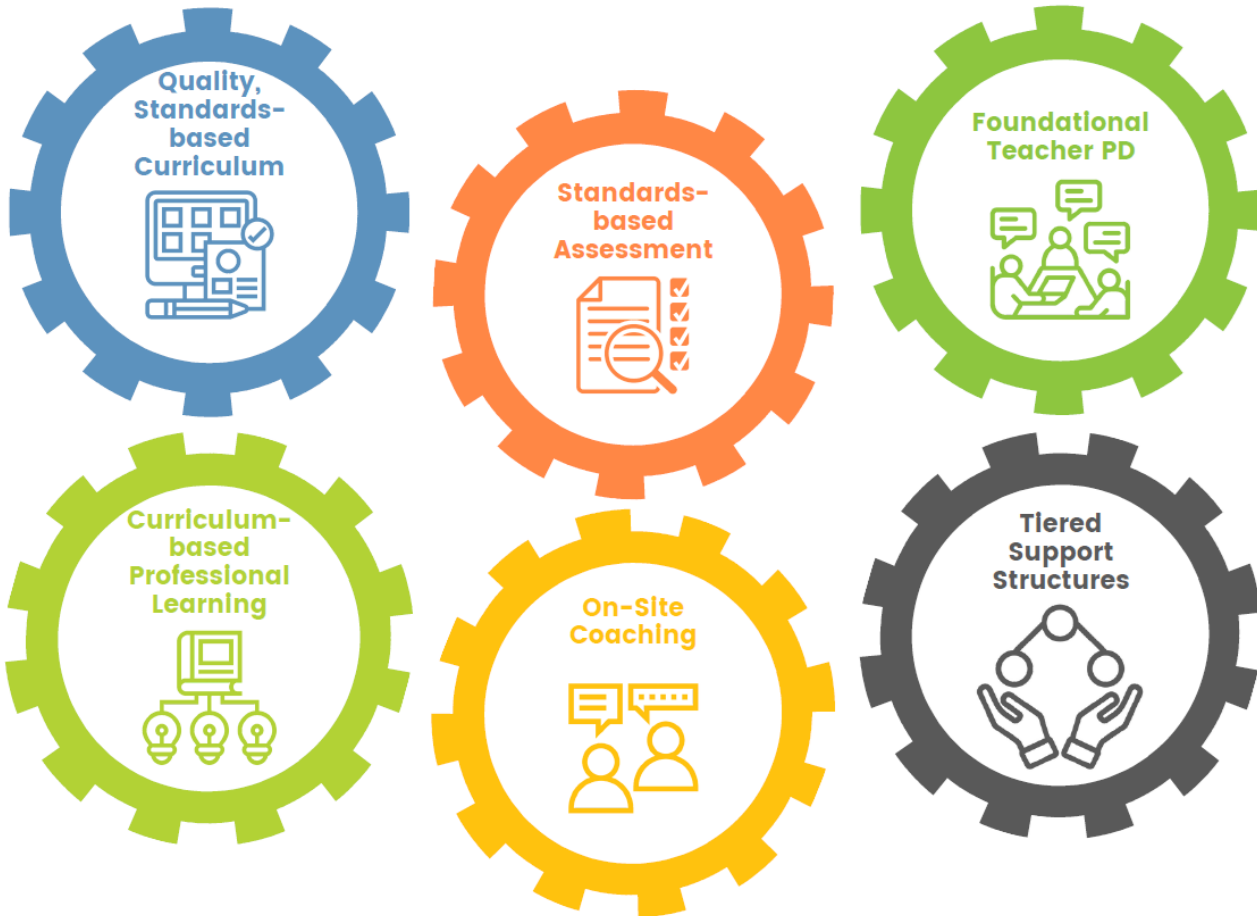 Quality,
Standards-
based
Curriculum
Standards-
based
Assessment
Foundational
Teacher PD
Curriculum-
based
Professional
Learning
On-Site
Coaching
Tiered
Support
Structures